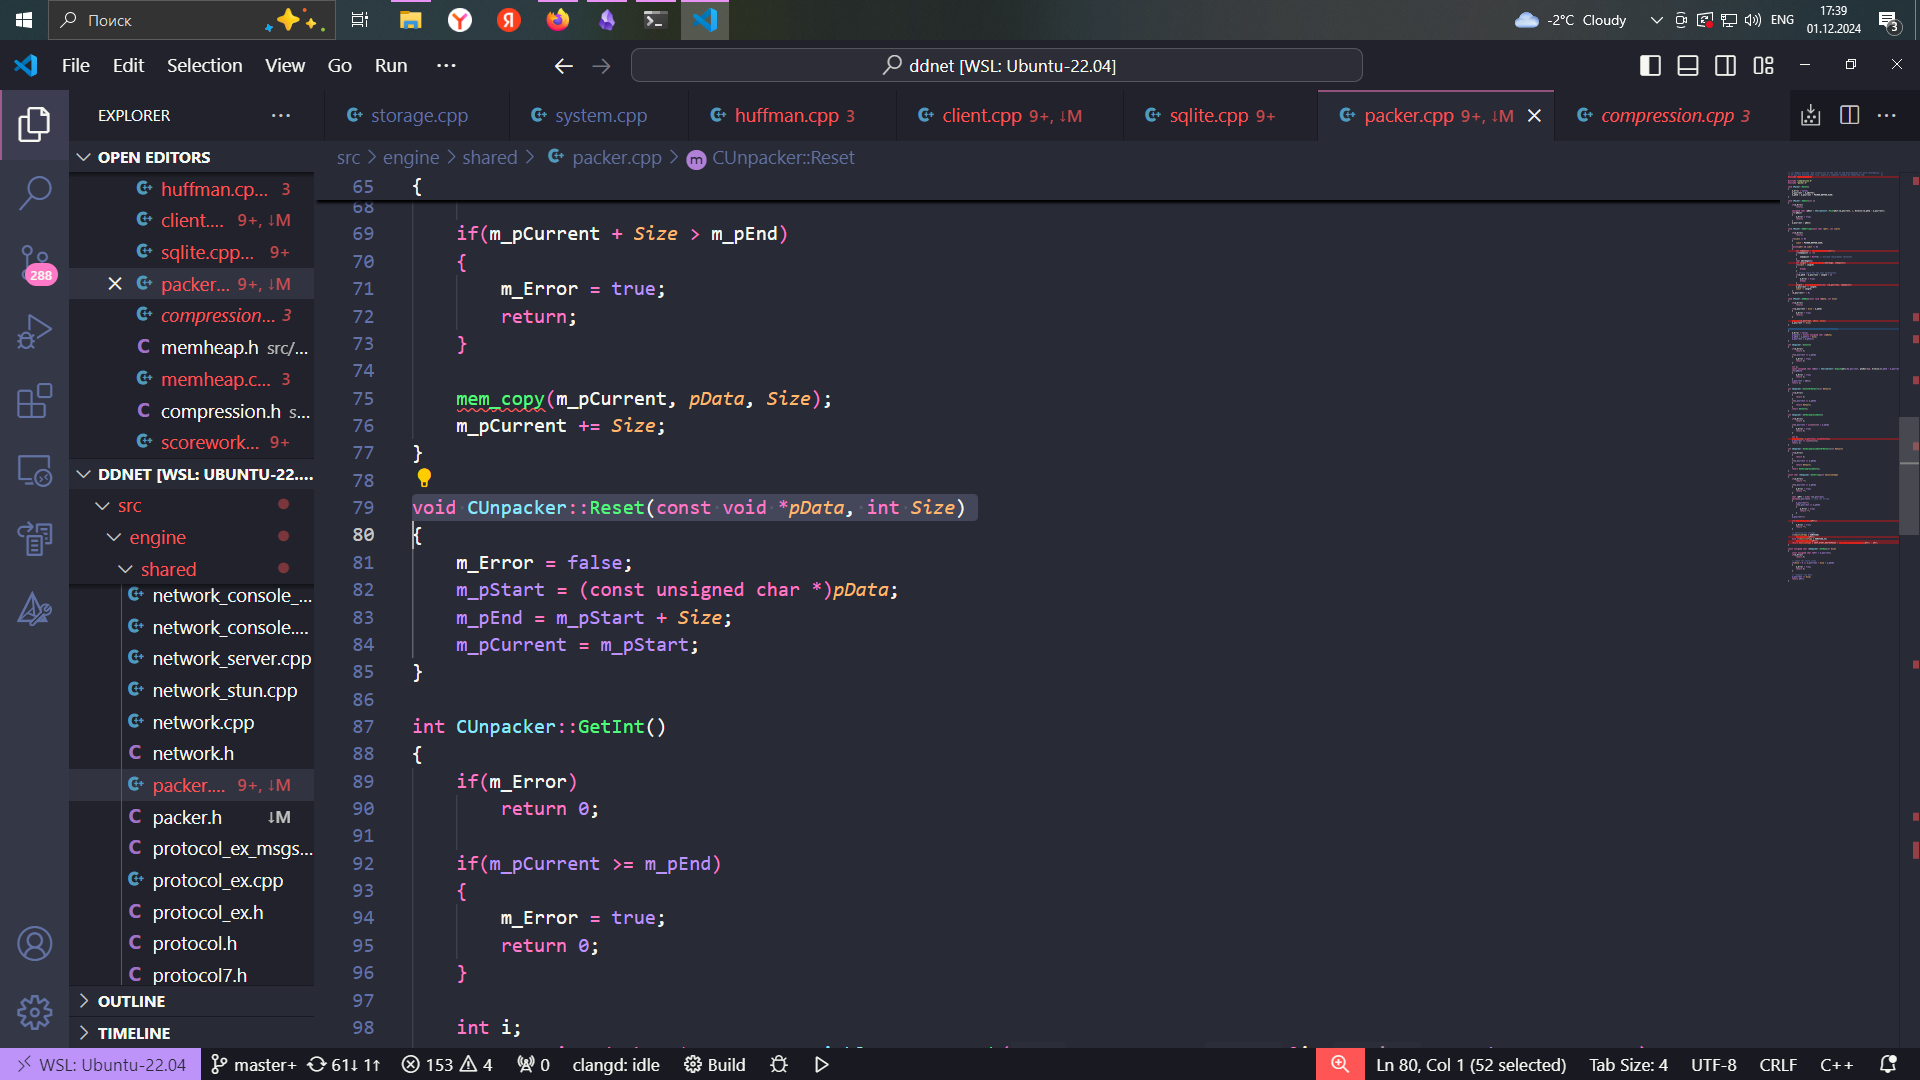 Поиск
-2°C Cloudy
ENG
17:39
01.12.2024
3
File Edit Selection View Go Run ···
ddnet [WSL: Ubuntu-22.04]
EXPLORER
storage.cpp
system.cpp
huffman.cpp 3
client.cpp 9+, ↓M
sqlite.cpp 9+
packer.cpp 9+, ↓M
compression.cpp 3
OPEN EDITORS
huffman.cp... 3
client.... 9+, ↓M
sqlite.cpp... 9+
packer... 9+, ↓M
compression... 3
memheap.h src/...
memheap.c... 3
compression.h s...
scorework... 9+
288
DDNET [WSL: UBUNTU-22....
src
engine
shared
network_console_...
network_console....
network_server.cpp
network_stun.cpp
network.cpp
network.h
packer.... 9+, ↓M
packer.h ↓M
protocol_ex_msgs...
protocol_ex.cpp
protocol_ex.h
protocol.h
protocol7.h
OUTLINE
TIMELINE
src > engine > shared > packer.cpp > CUnpacker::Reset
65 {
68
69 if(m_pCurrent + Size > m_pEnd)
70 {
71 m_Error = true;
72 return;
73 }
74
75 mem_copy(m_pCurrent, pData, Size);
76 m_pCurrent += Size;
77 }
78
79 void CUnpacker::Reset(const void *pData, int Size)
80 {
81 m_Error = false;
82 m_pStart = (const unsigned char *)pData;
83 m_pEnd = m_pStart + Size;
84 m_pCurrent = m_pStart;
85 }
86
87 int CUnpacker::GetInt()
88 {
89 if(m_Error)
90 return 0;
91
92 if(m_pCurrent >= m_pEnd)
93 {
94 m_Error = true;
95 return 0;
96 }
97
98 int i;
WSL: Ubuntu-22.04 master+ 61↓ 1↑ 153 4 0 clangd: idle Build Ln 80, Col 1 (52 selected) Tab Size: 4 UTF-8 CRLF C++